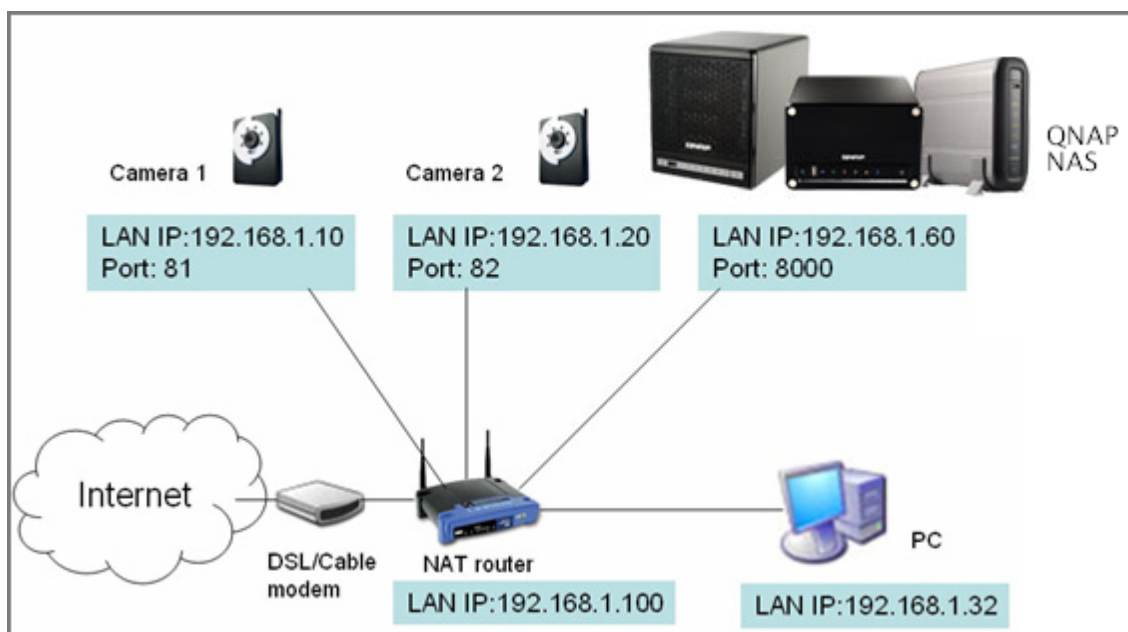 QNAP
NAS
QNAP
QNAP
Camera 1
Camera 2
LAN IP:192.168.1.10
Port: 81
LAN IP:192.168.1.20
Port: 82
LAN IP:192.168.1.60
Port: 8000
Internet
DSL/Cable
modem
NAT router
LAN IP:192.168.1.100
PC
LAN IP:192.168.1.32